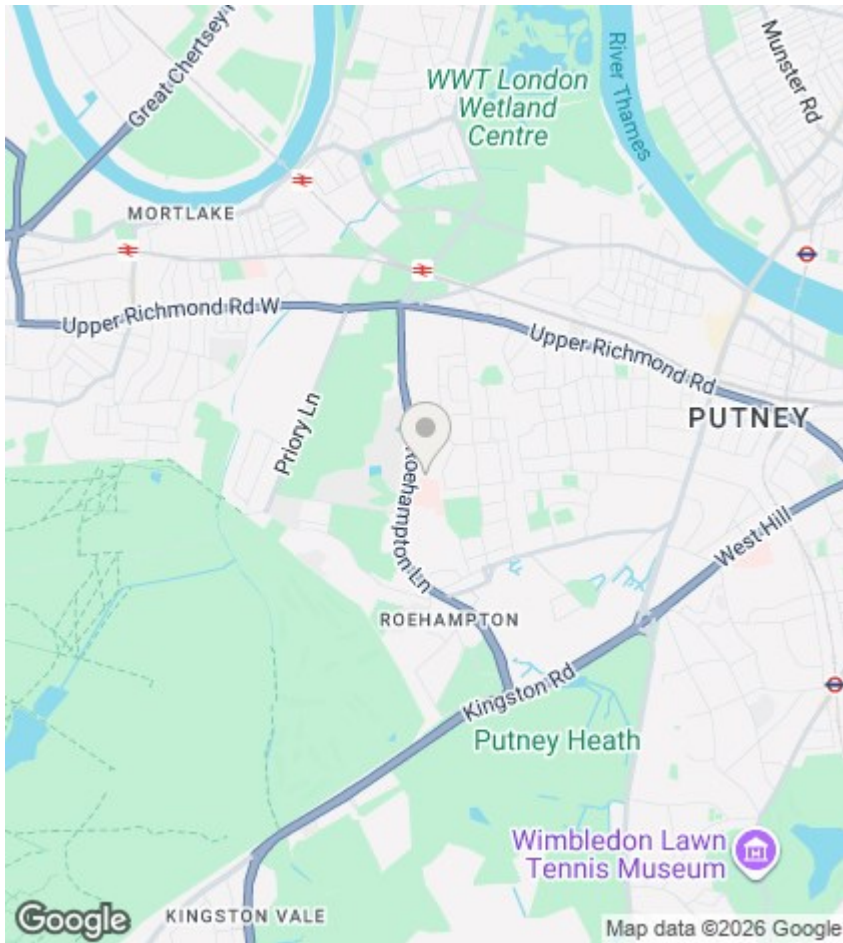 Great Chertsey
Munster Rd
River Thames
WWT London
Wetland
Centre
MORTLAKE
Upper Richmond Rd W
Upper Richmond Rd
PUTNEY
Priory Ln
Roehampton Ln
West Hill
ROEHAMPTON
Kingston Rd
Putney Heath
Wimbledon Lawn
Tennis Museum
KINGSTON VALE
Google
Map data ©2026 Google